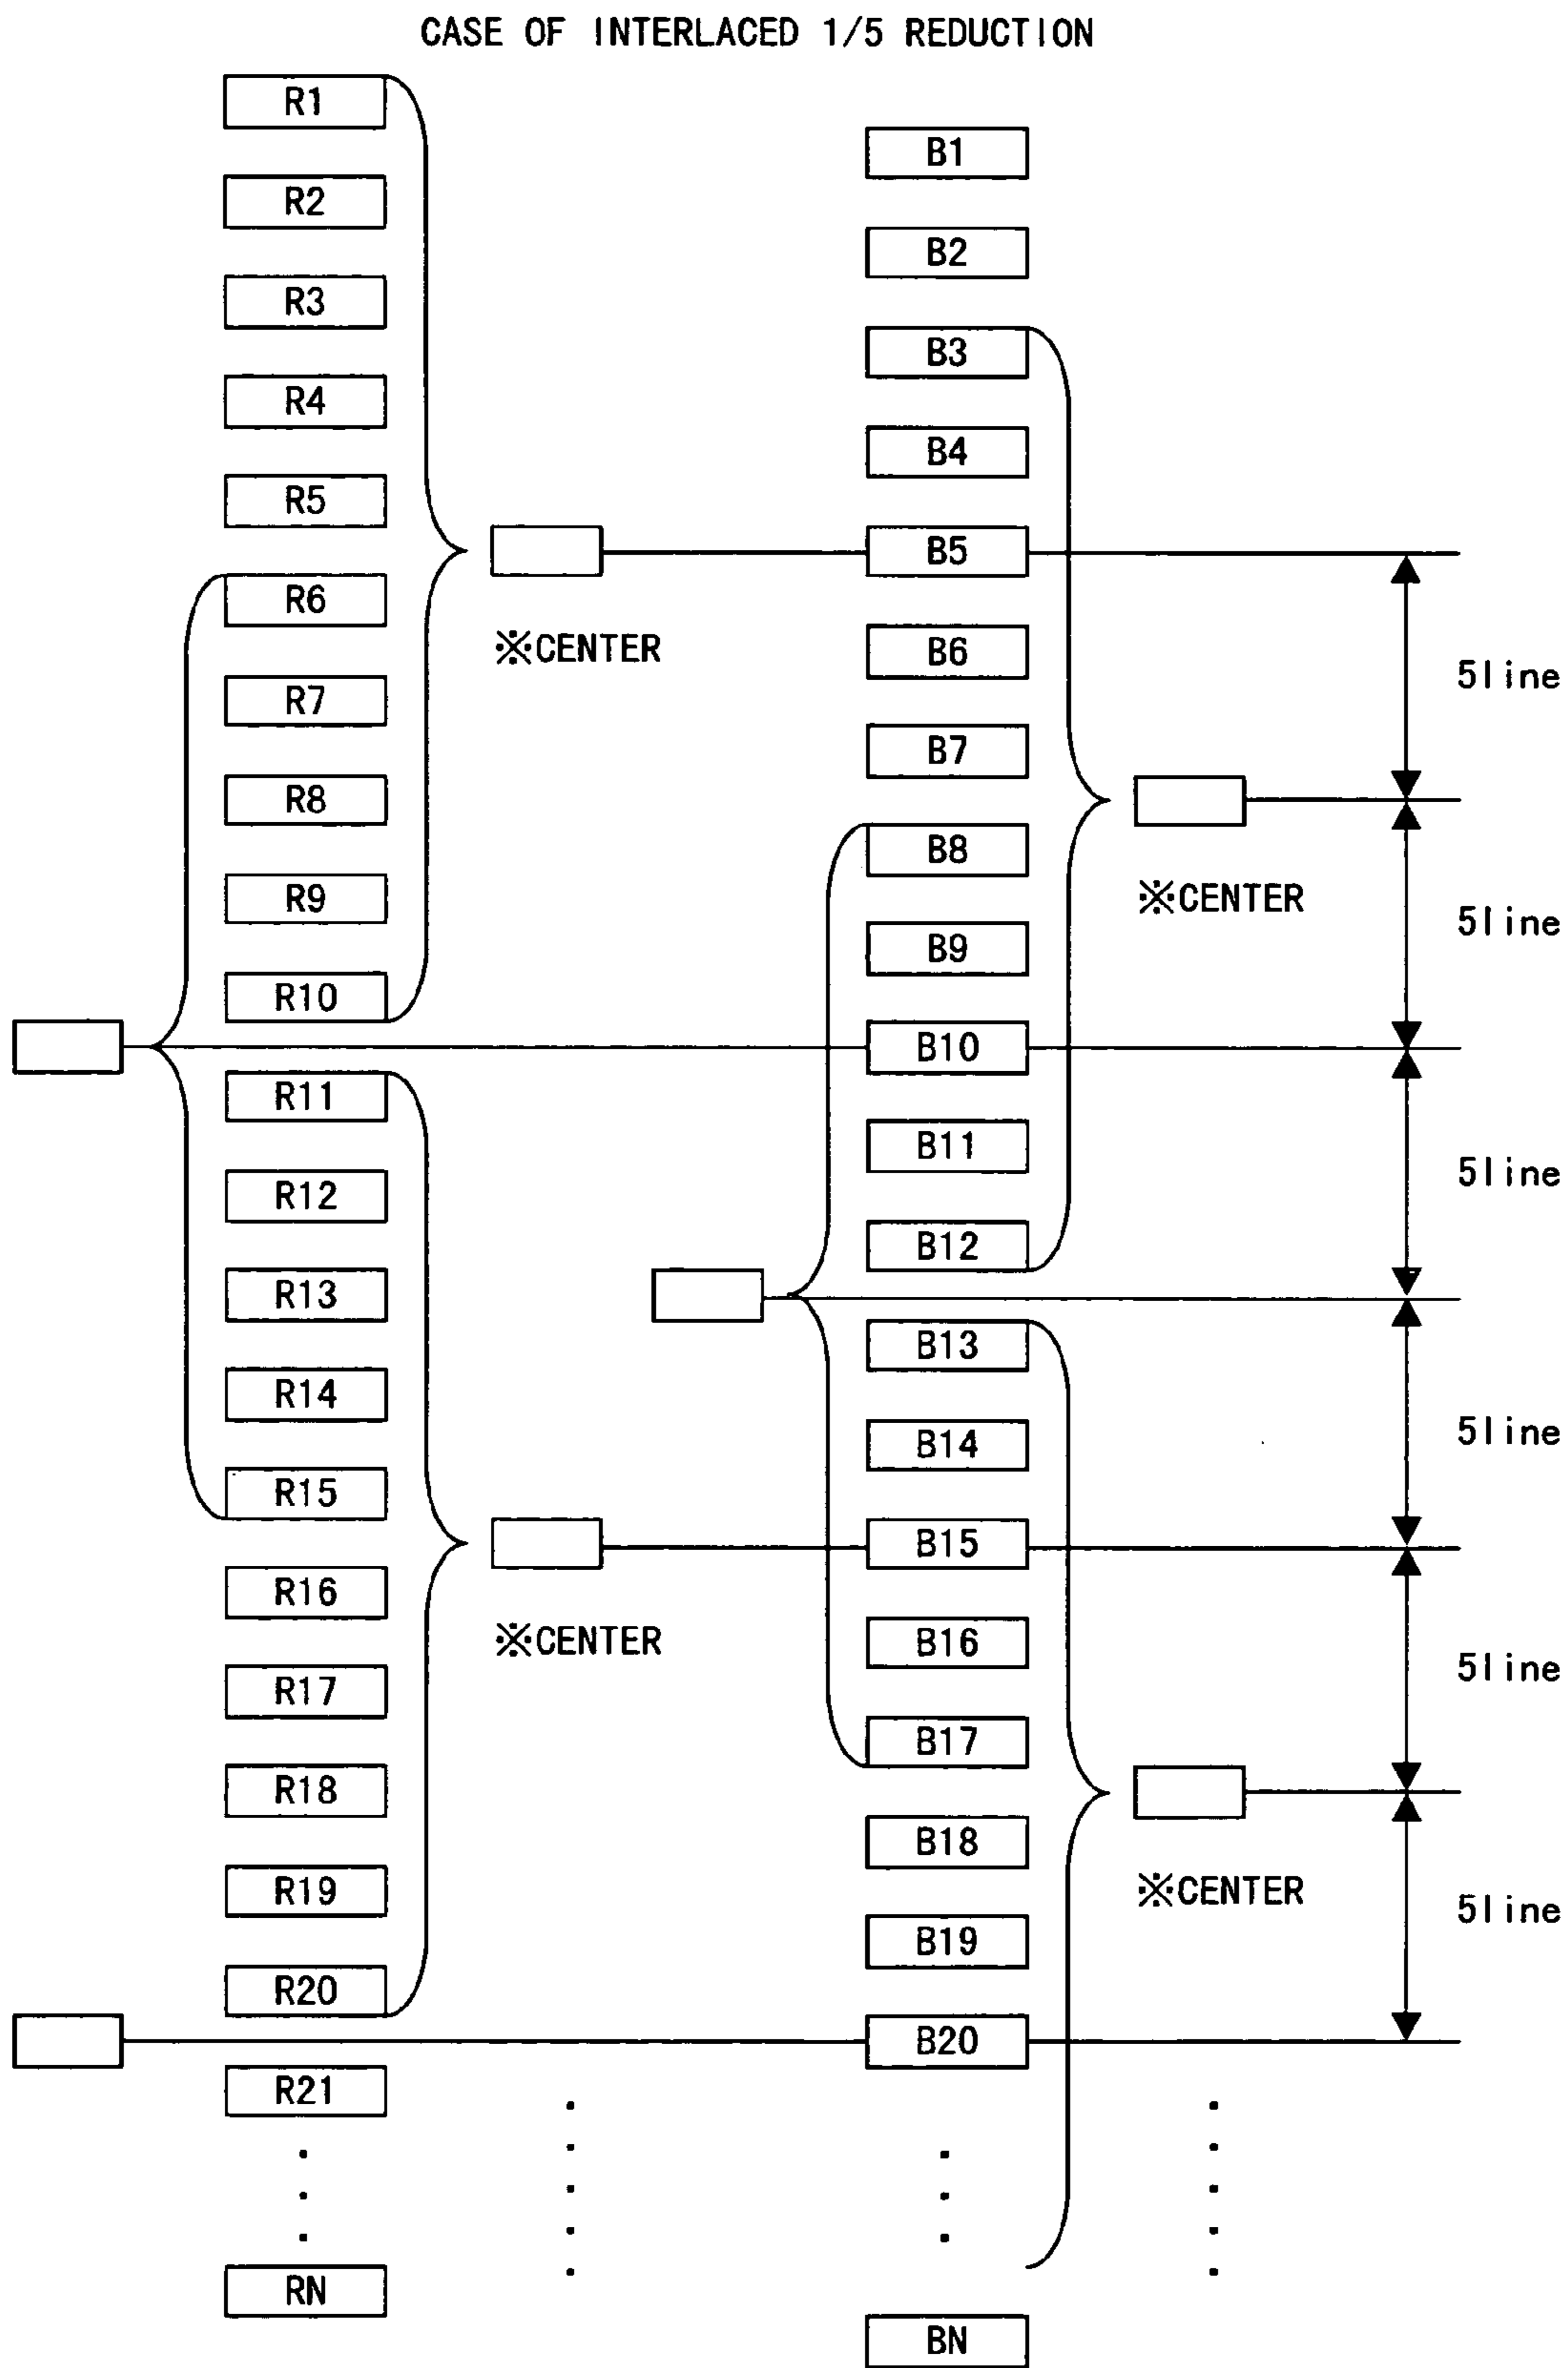 CASE OF INTERLACED 1/5 REDUCTION
R1
B1
R2
B2
R3
B3
R4
B4
R5
B5
R6
※CENTER
B6
5line
R7
B7
R8
B8
R9
※CENTER
5line
B9
R10
B10
R11
B11
5line
R12
B12
R13
B13
R14
B14
5line
R15
B15
R16
※CENTER
B16
5line
R17
B17
R18
B18
R19
※CENTER
5line
B19
R20
B20
R21
RN
BN